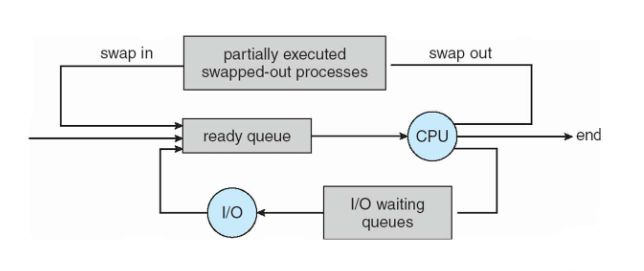 swap in
partially executed
swapped-out processes
swap out
ready queue
CPU
end
I/O
I/O waiting
queues